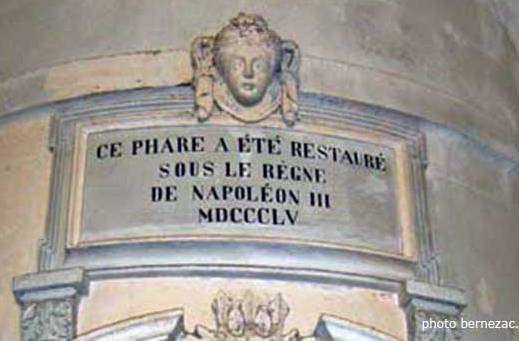 CE PHARE A ÉTÉ RESTAURÉ
SOUS LE RÈGNE
DE NAPOLÉON III
MDCCCLV
photo bernezac.